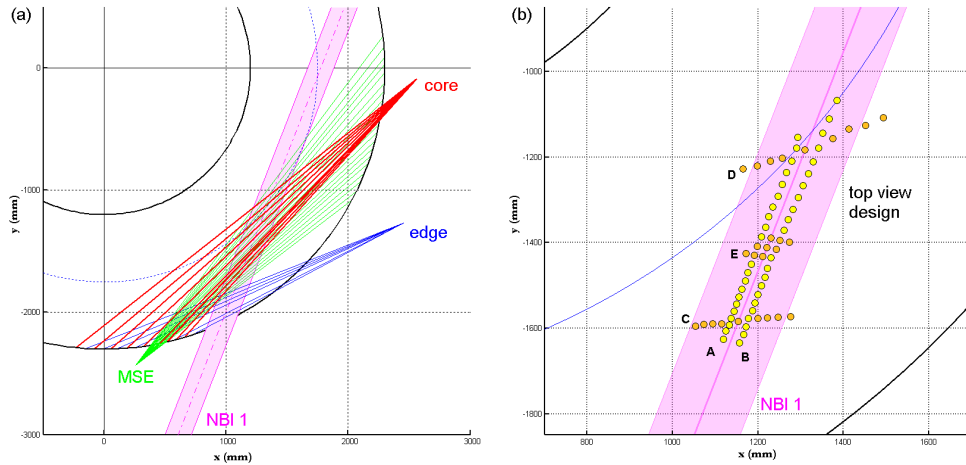 (a)
0
-1000
-2000
-3000
y (mm)
0
1000
2000
3000
x (mm)
core
edge
MSE
NBI 1
(b)
-1000
-1200
-1400
-1600
-1800
y (mm)
800
1000
1200
1400
1600
x (mm)
D
E
C
A
B
top view
design
NBI 1